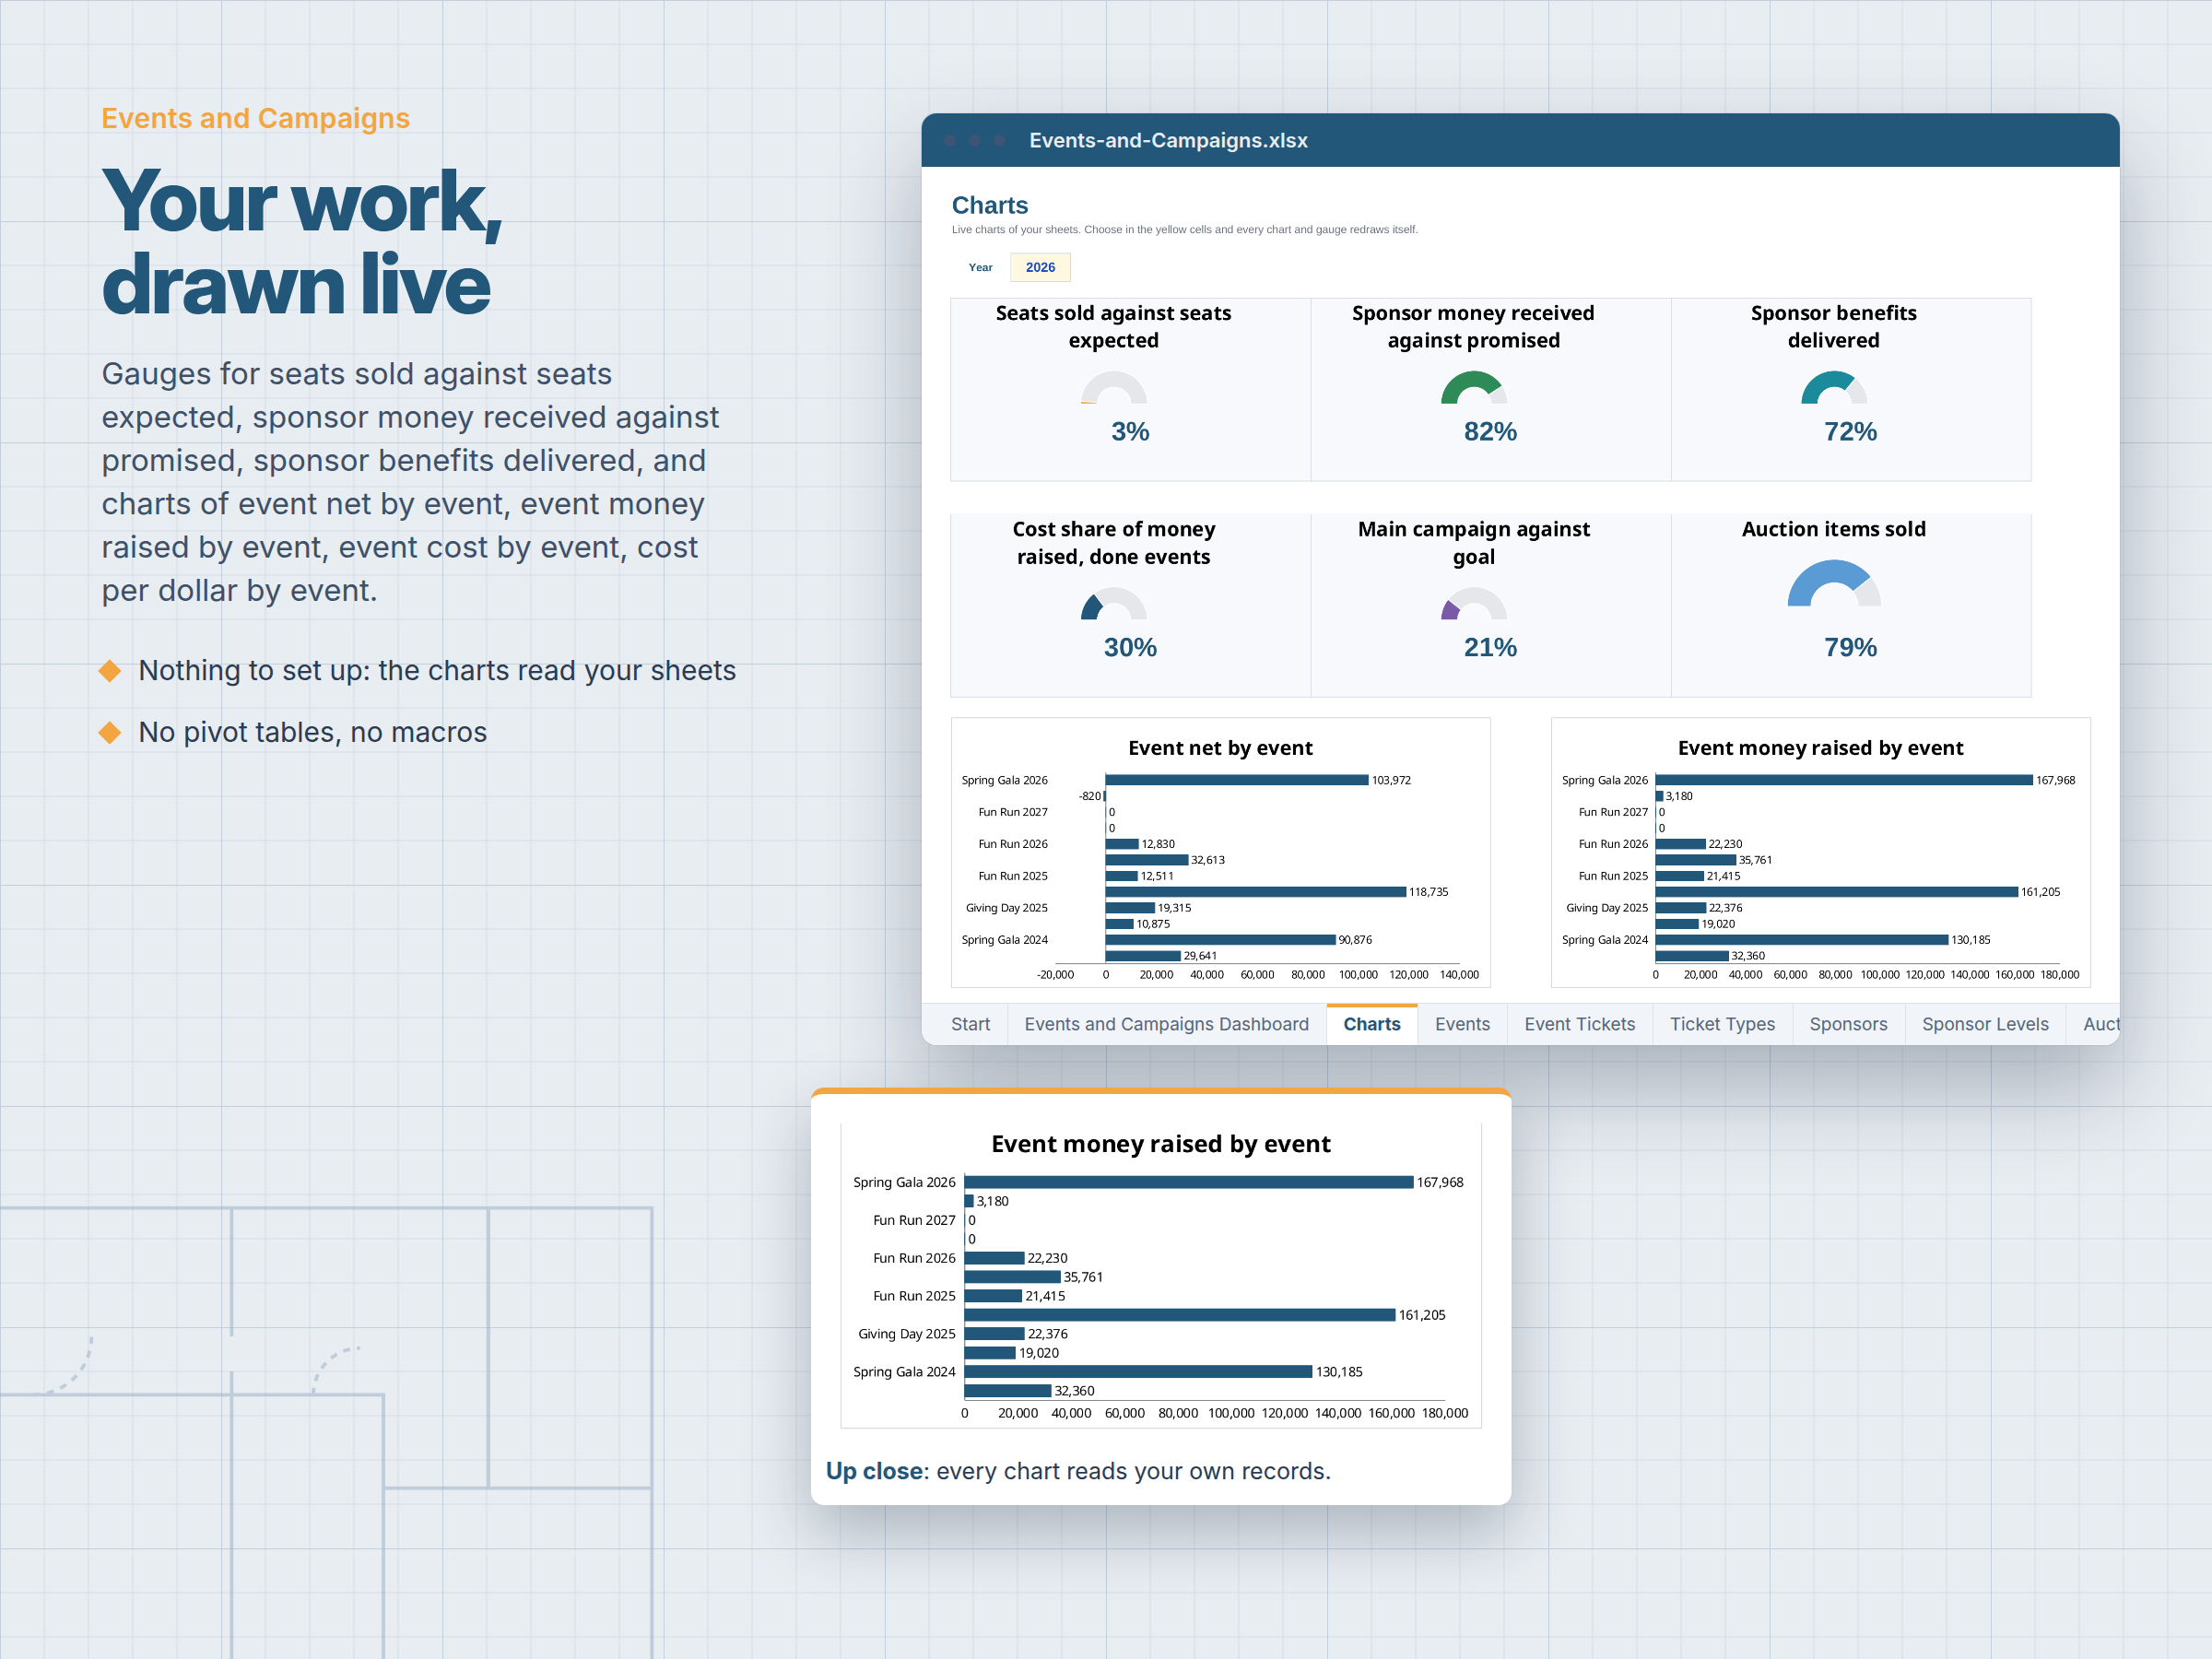 Events and Campaigns
Your work,
drawn live
Gauges for seats sold against seats
expected, sponsor money received against
promised, sponsor benefits delivered, and
charts of event net by event, event money
raised by event, event cost by event, cost
per dollar by event.
Nothing to set up: the charts read your sheets
No pivot tables, no macros
Events-and-Campaigns.xlsx
Charts
Live charts of your sheets. Choose in the yellow cells and every chart and gauge redraws itself.
Year 2026
Seats sold against seats
expected
3%
Sponsor money received
against promised
82%
Sponsor benefits
delivered
72%
Cost share of money
raised, done events
30%
Main campaign against
goal
21%
Auction items sold
79%
Event net by event
Spring Gala 2026 103,972
-820
Fun Run 2027 0
0
Fun Run 2026 12,830
32,613
Fun Run 2025 12,511
118,735
Giving Day 2025 19,315
10,875
Spring Gala 2024 90,876
29,641
-20,000 0 20,000 40,000 60,000 80,000 100,000 120,000 140,000
Event money raised by event
Spring Gala 2026 167,968
3,180
Fun Run 2027 0
0
Fun Run 2026 22,230
35,761
Fun Run 2025 21,415
161,205
Giving Day 2025 22,376
19,020
Spring Gala 2024 130,185
32,360
0 20,000 40,000 60,000 80,000 100,000 120,000 140,000 160,000 180,000
Start Events and Campaigns Dashboard Charts Events Event Tickets Ticket Types Sponsors Sponsor Levels Auct
Event money raised by event
Spring Gala 2026 167,968
3,180
Fun Run 2027 0
0
Fun Run 2026 22,230
35,761
Fun Run 2025 21,415
161,205
Giving Day 2025 22,376
19,020
Spring Gala 2024 130,185
32,360
0 20,000 40,000 60,000 80,000 100,000 120,000 140,000 160,000 180,000
Up close: every chart reads your own records.